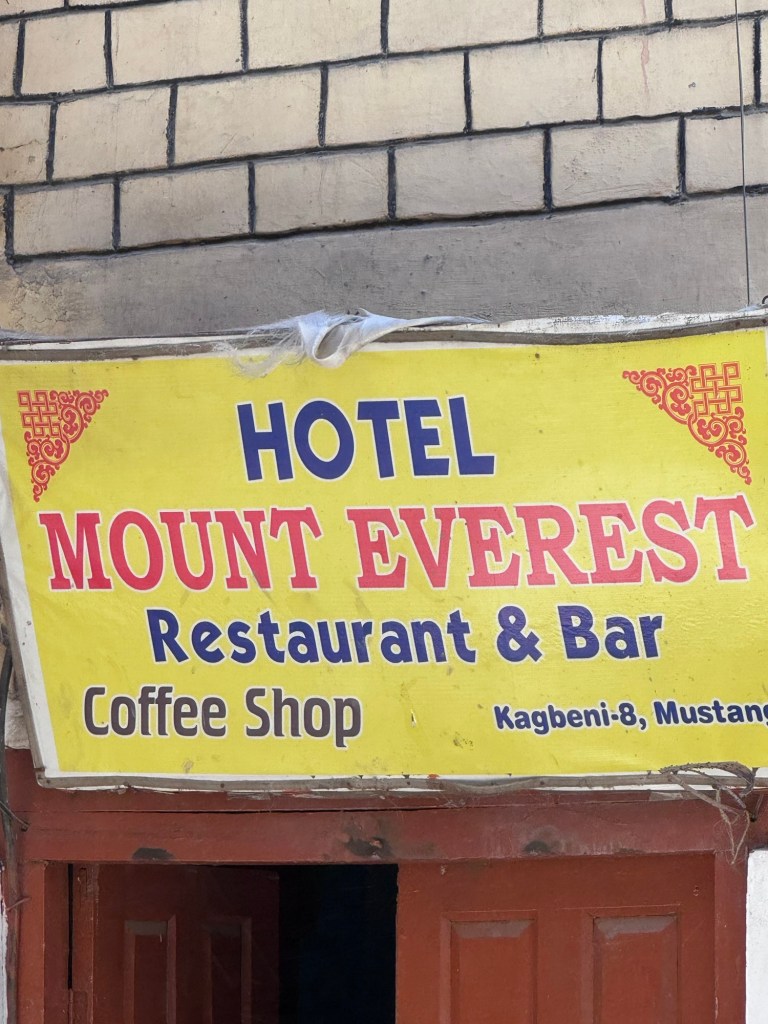 HOTEL
MOUNT EVEREST
Restaurant & Bar
Coffee Shop
Kagbeni-8, Mustang